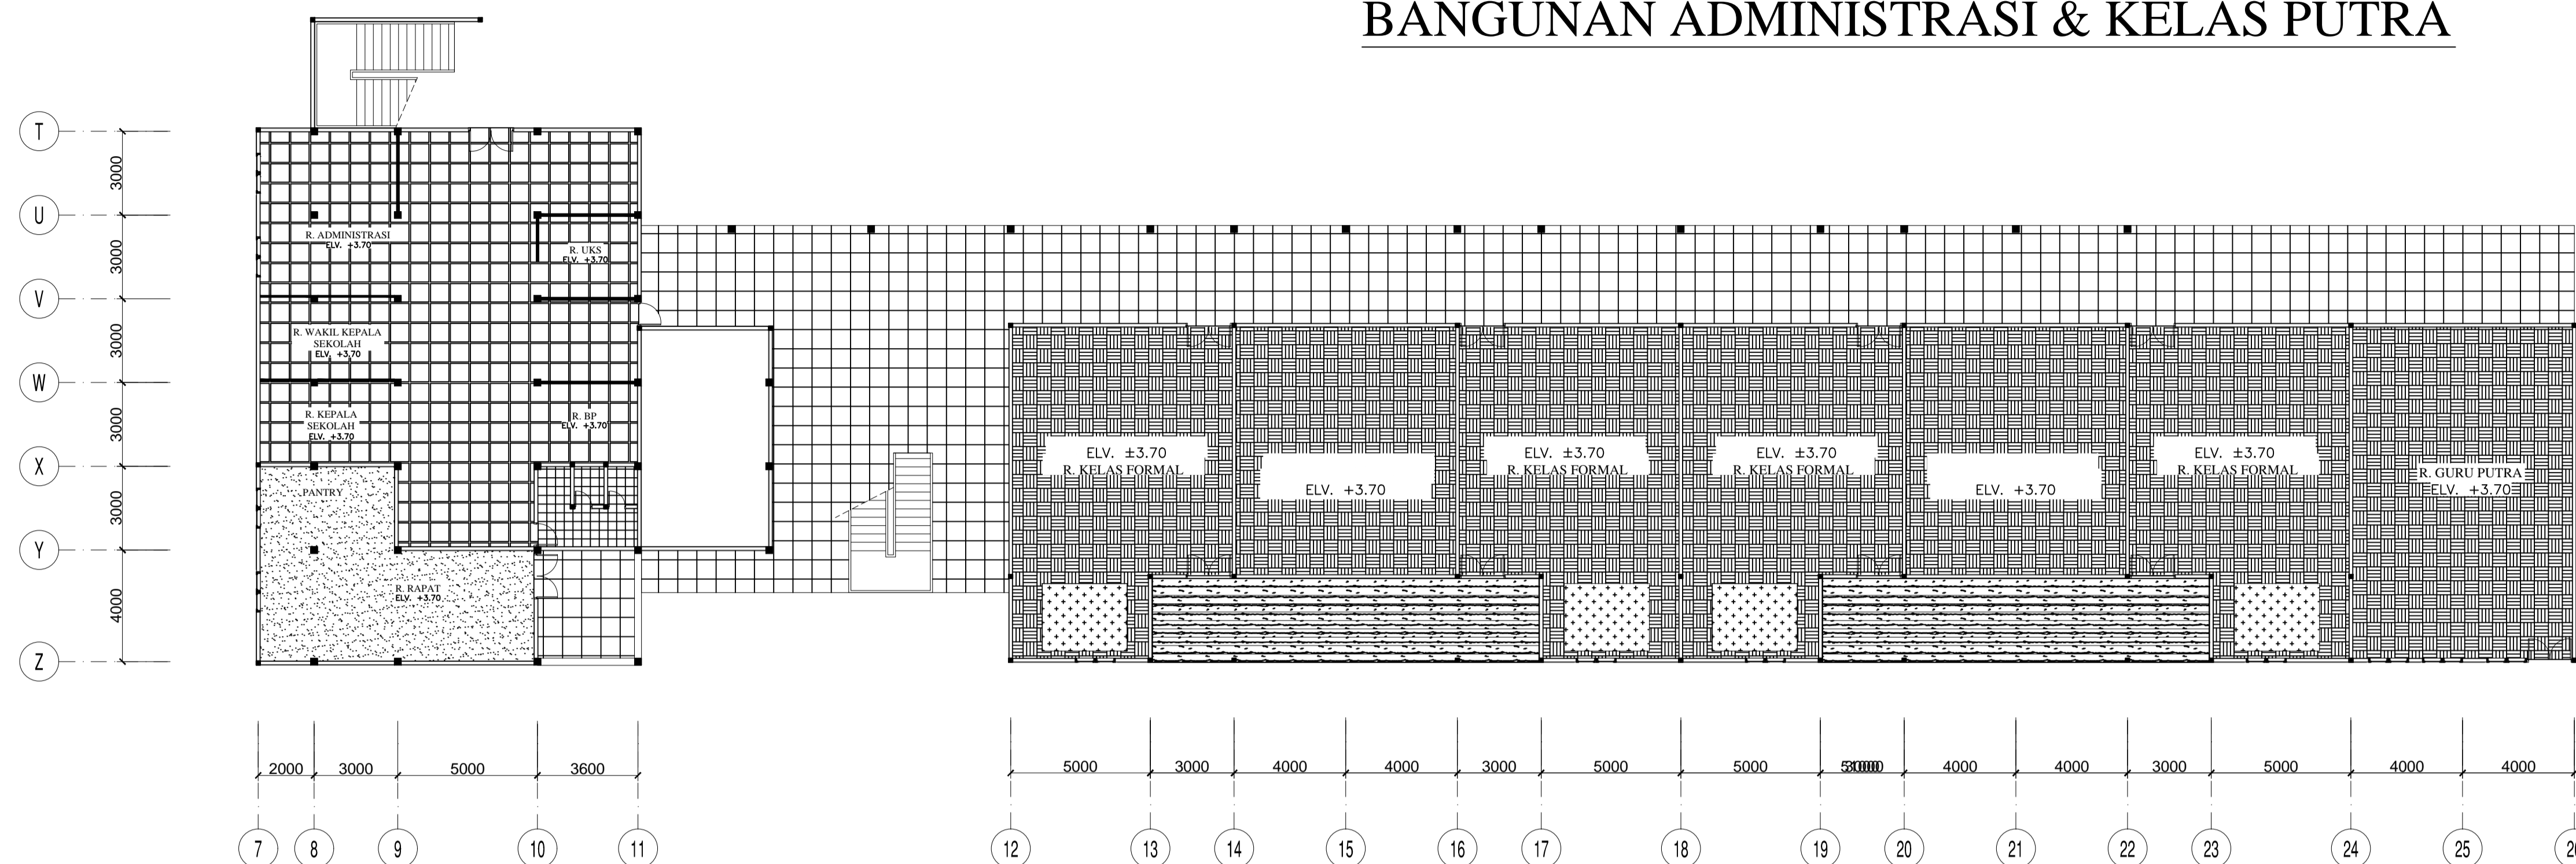 BANGUNAN ADMINISTRASI & KELAS PUTRA
T
3000
U
3000
V
3000
W
3000
X
3000
Y
4000
Z
R. ADMINISTRASI
ELV. +3.70
R. UKS
ELV. +3.70
R. WAKIL KEPALA
SEKOLAH
ELV. +3.70
R. KEPALA
SEKOLAH
ELV. +3.70
R. BP
ELV. +3.70
PANTRY
R. RAPAT
ELV. +3.70
ELV. ±3.70
R. KELAS FORMAL
ELV. +3.70
ELV. ±3.70
R. KELAS FORMAL
ELV. ±3.70
R. KELAS FORMAL
ELV. +3.70
ELV. ±3.70
R. KELAS FORMAL
R. GURU PUTRA
ELV. +3.70
2000 3000 5000 3600 5000 3000 4000 4000 3000 5000 5000 4000 4000 3000 5000 4000 4000
7 8 9 10 11 12 13 14 15 16 17 18 19 20 21 22 23 24 25